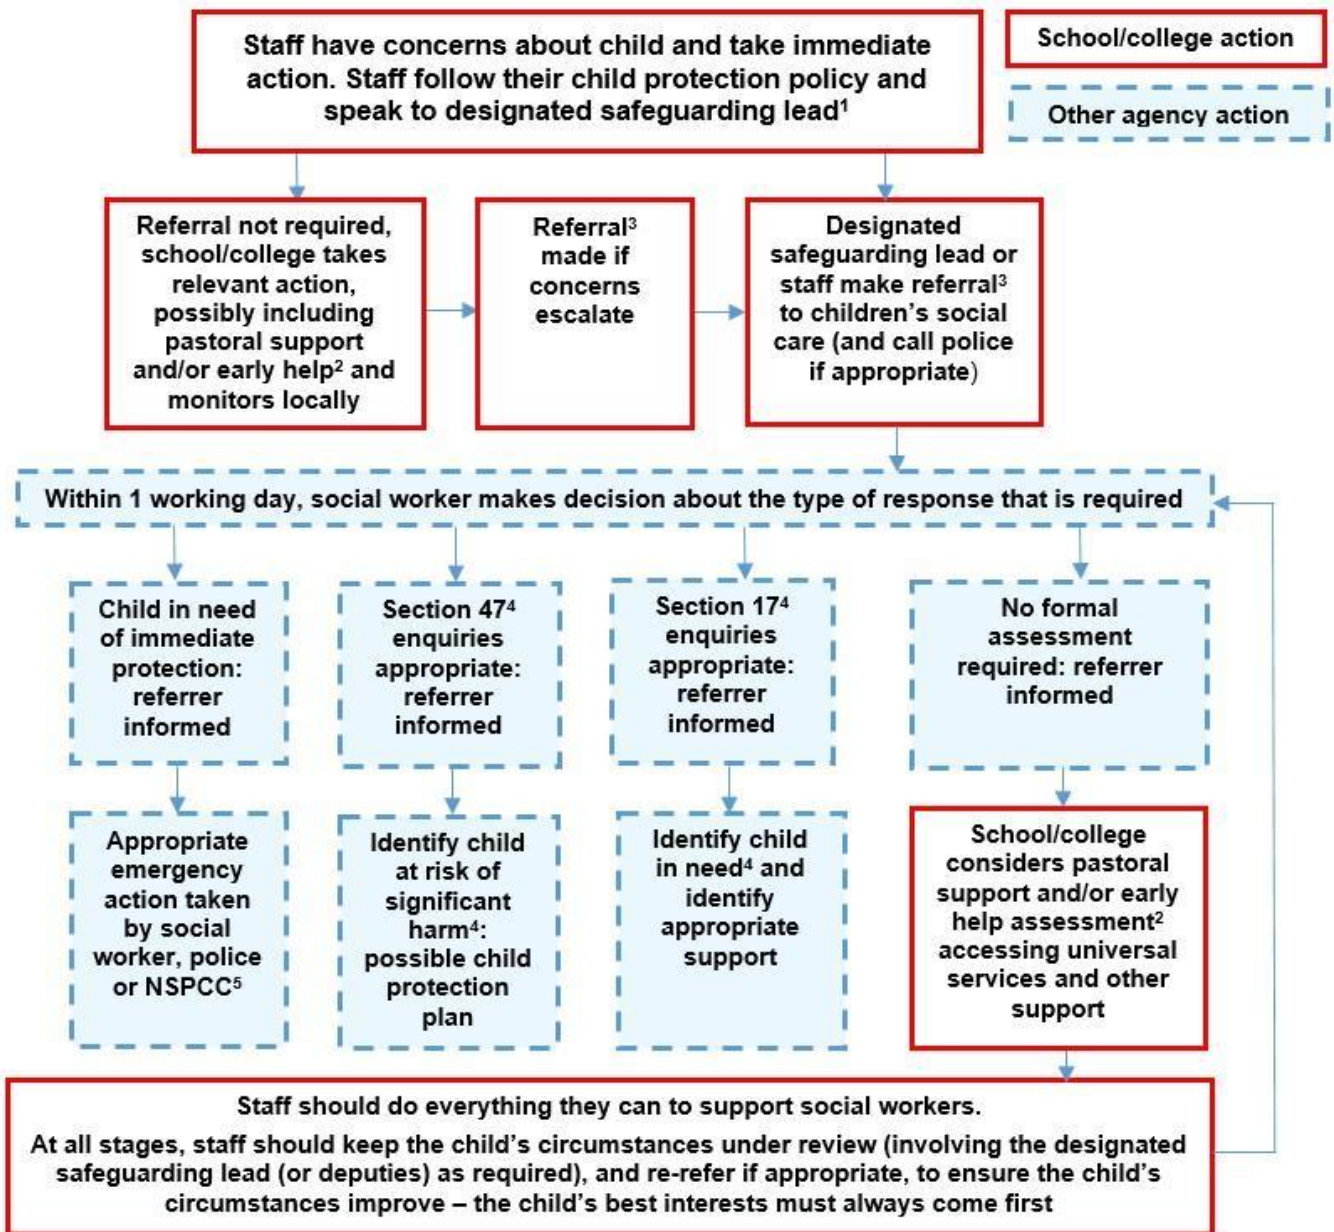 Staff have concerns about child and take immediate
action. Staff follow their child protection policy and
speak to designated safeguarding lead¹
School/college action
Other agency action
Referral not required,
school/college takes
relevant action,
possibly including
pastoral support
and/or early help² and
monitors locally
Referral³
made if
concerns
escalate
Designated
safeguarding lead or
staff make referral³
to children’s social
care (and call police
if appropriate)
Within 1 working day, social worker makes decision about the type of response that is required
Child in need
of immediate
protection:
referrer
informed
Section 47⁴
enquiries
appropriate:
referrer
informed
Section 17⁴
enquiries
appropriate:
referrer
informed
No formal
assessment
required: referrer
informed
Appropriate
emergency
action taken
by social
worker, police
or NSPCC⁵
Identify child
at risk of
significant
harm⁴:
possible child
protection
plan
Identify child
in need⁴ and
identify
appropriate
support
School/college
considers pastoral
support and/or early
help assessment²
accessing universal
services and other
support
Staff should do everything they can to support social workers.
At all stages, staff should keep the child’s circumstances under review (involving the designated
safeguarding lead (or deputies) as required), and re-refer if appropriate, to ensure the child’s
circumstances improve – the child’s best interests must always come first